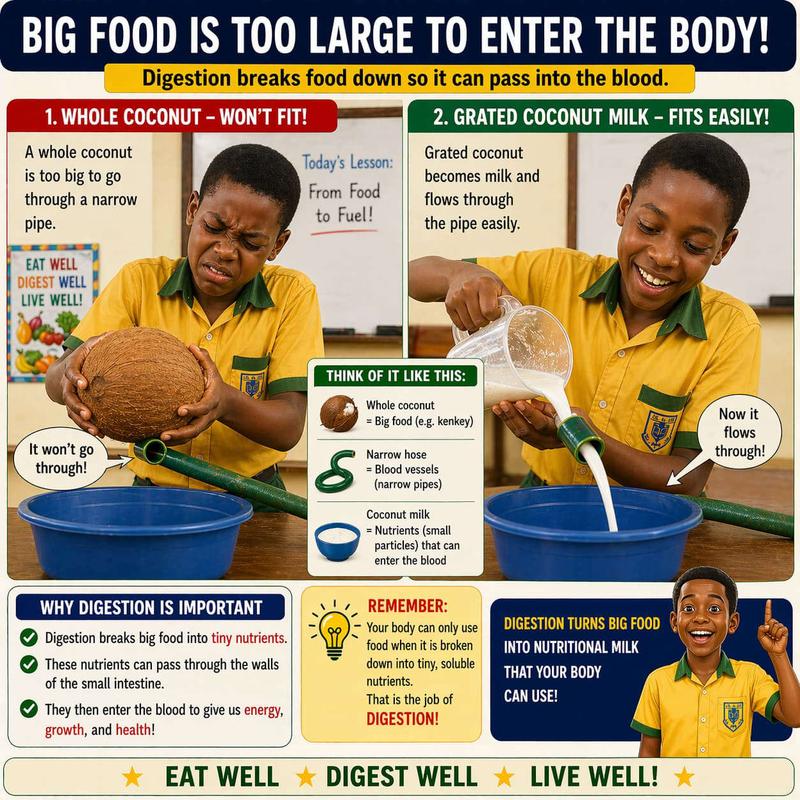 BIG FOOD IS TOO LARGE TO ENTER THE BODY!
Digestion breaks food down so it can pass into the blood.
1. WHOLE COCONUT – WON'T FIT!
A whole coconut
is too big to go
through a narrow
pipe.
Today's Lesson:
From Food
to Fuel!
EAT WELL
DIGEST WELL
LIVE WELL!
It won't go
through!
2. GRATED COCONUT MILK – FITS EASILY!
Grated coconut
becomes milk and
flows through
the pipe easily.
Now it
flows
through!
THINK OF IT LIKE THIS:
Whole coconut
= Big food (e.g. kenkey)
Narrow hose
= Blood vessels
(narrow pipes)
Coconut milk
= Nutrients (small
particles) that can
enter the blood
WHY DIGESTION IS IMPORTANT
Digestion breaks big food into tiny nutrients.
These nutrients can pass through the walls
of the small intestine.
They then enter the blood to give us energy,
growth, and health!
REMEMBER:
Your body can only use
food when it is broken
down into tiny, soluble
nutrients.
That is the job of
DIGESTION!
DIGESTION TURNS BIG FOOD
INTO NUTRITIONAL MILK
THAT YOUR BODY
CAN USE!
EAT WELL DIGEST WELL LIVE WELL!